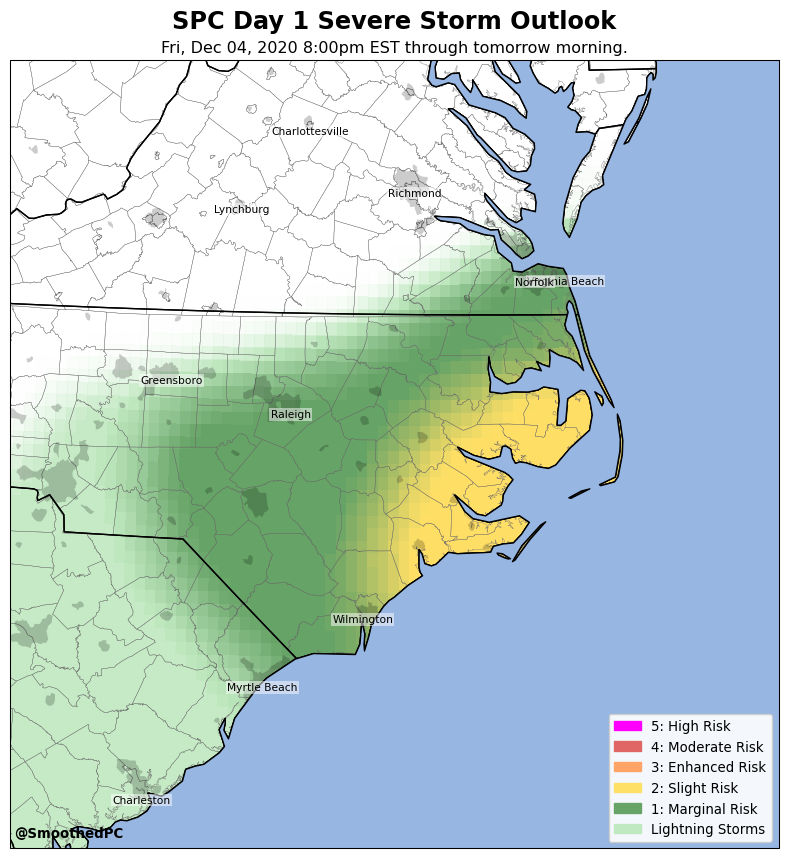 SPC Day 1 Severe Storm Outlook
Fri, Dec 04, 2020 8:00pm EST through tomorrow morning.
Charlottesville
Richmond
Lynchburg
Norfolk
Beach
Greensboro
Raleigh
Wilmington
Myrtle Beach
Charleston
5: High Risk
4: Moderate Risk
3: Enhanced Risk
2: Slight Risk
1: Marginal Risk
Lightning Storms
@SmoothedPC